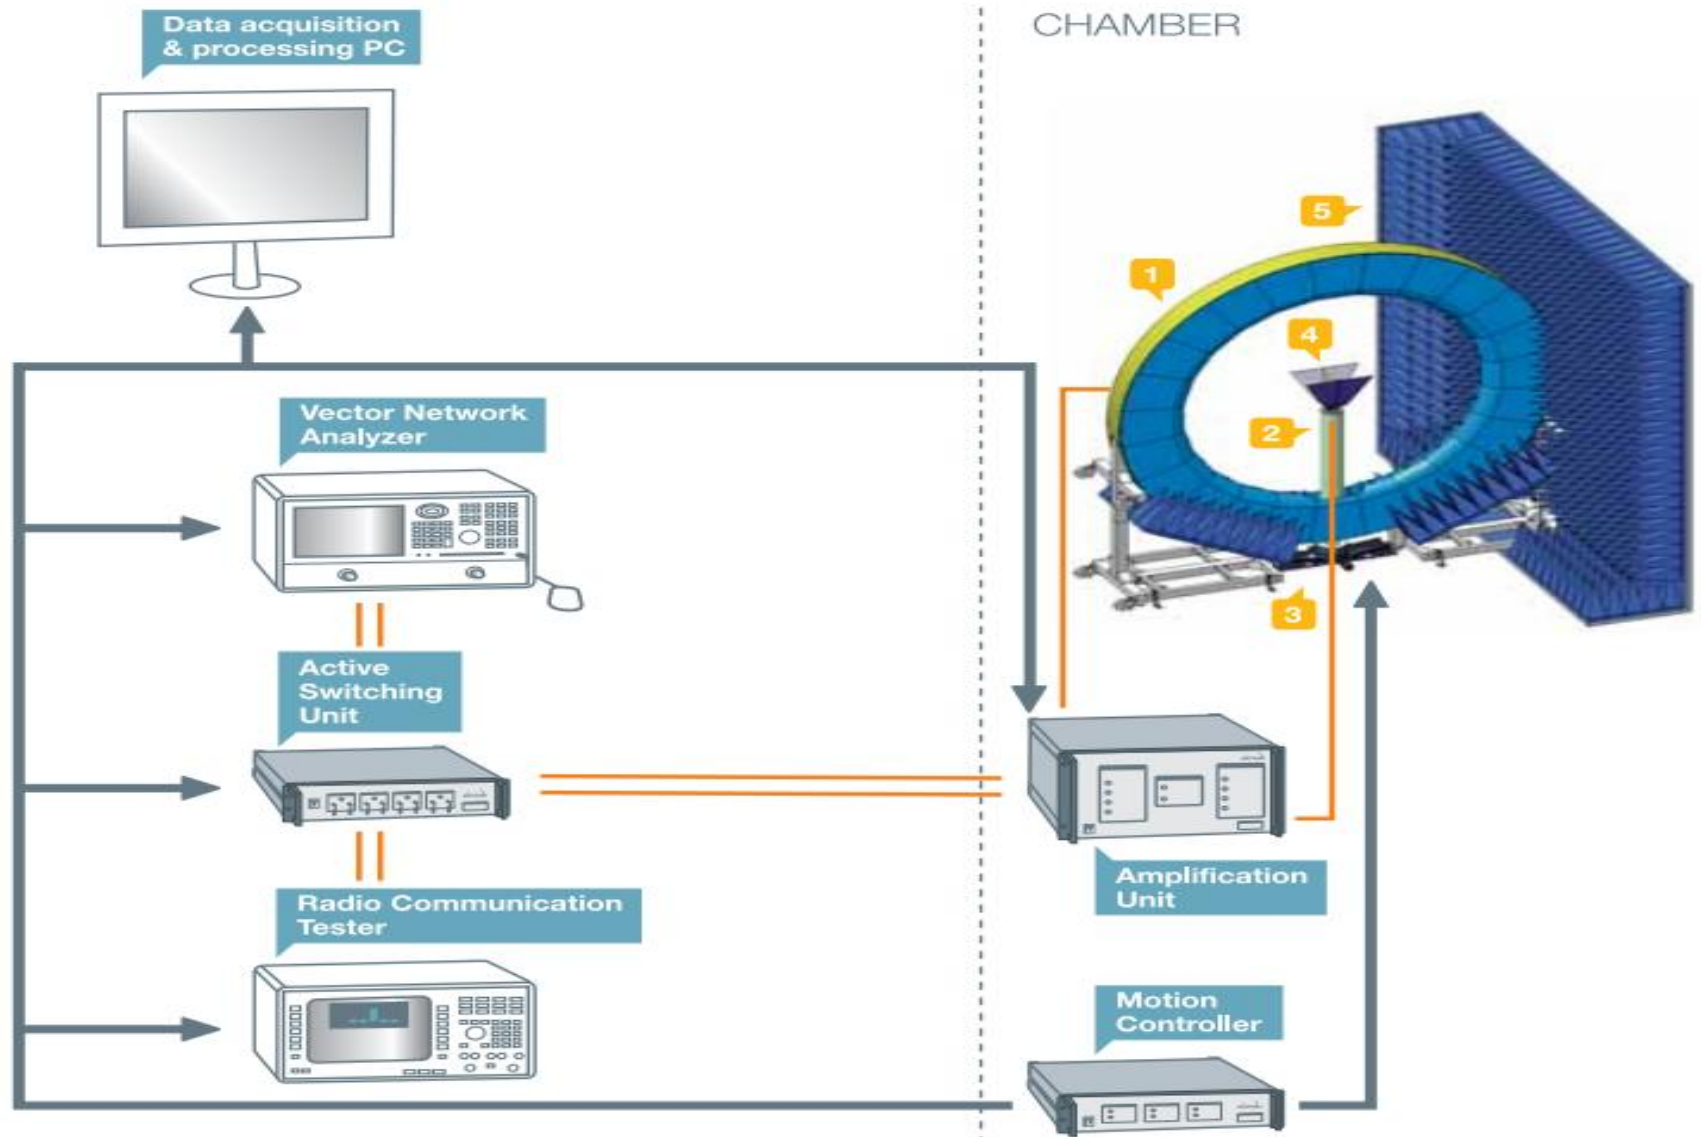 Data acquisition
& processing PC
CHAMBER
5
1
4
2
3
Vector Network
Analyzer
Active
Switching
Unit
Radio Communication
Tester
Amplification
Unit
Motion
Controller